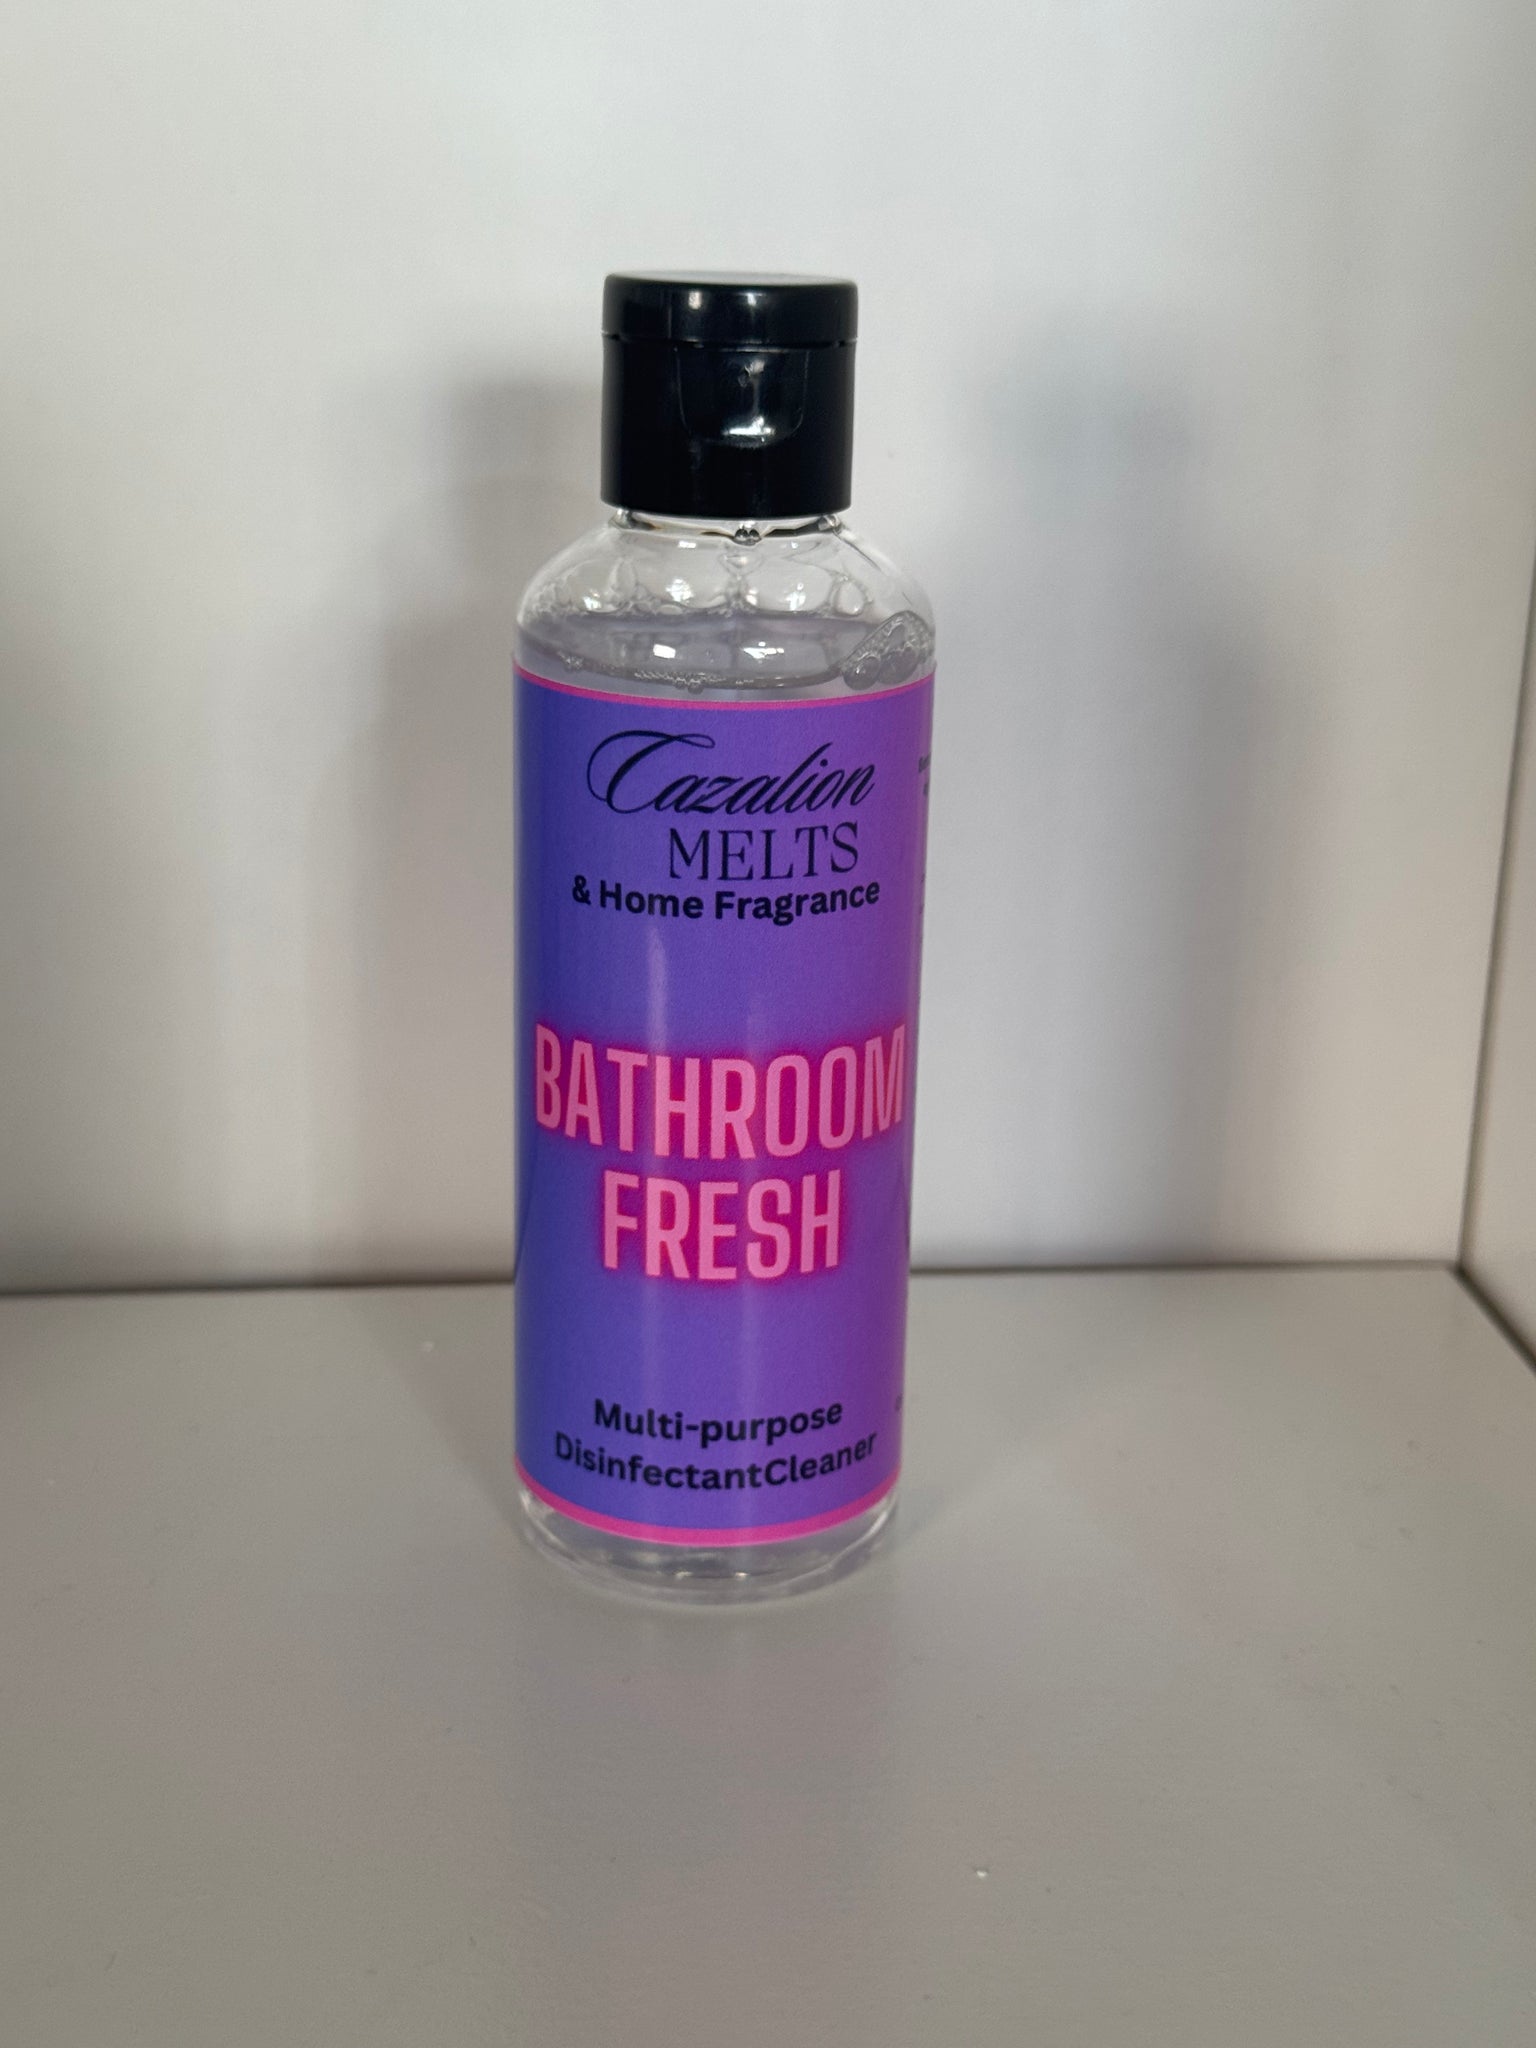 Cazalion
MELTS
& Home Fragrance
BATHROOM
FRESH
Multi-purpose
DisinfectantCleaner